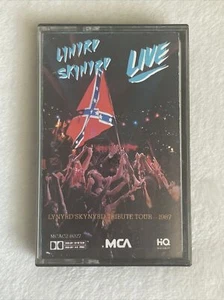 LYNYRD
SKYNYRD
LIVE
LYNYRD SKYNYRD TRIBUTE TOUR - 1987
MCA
HQ